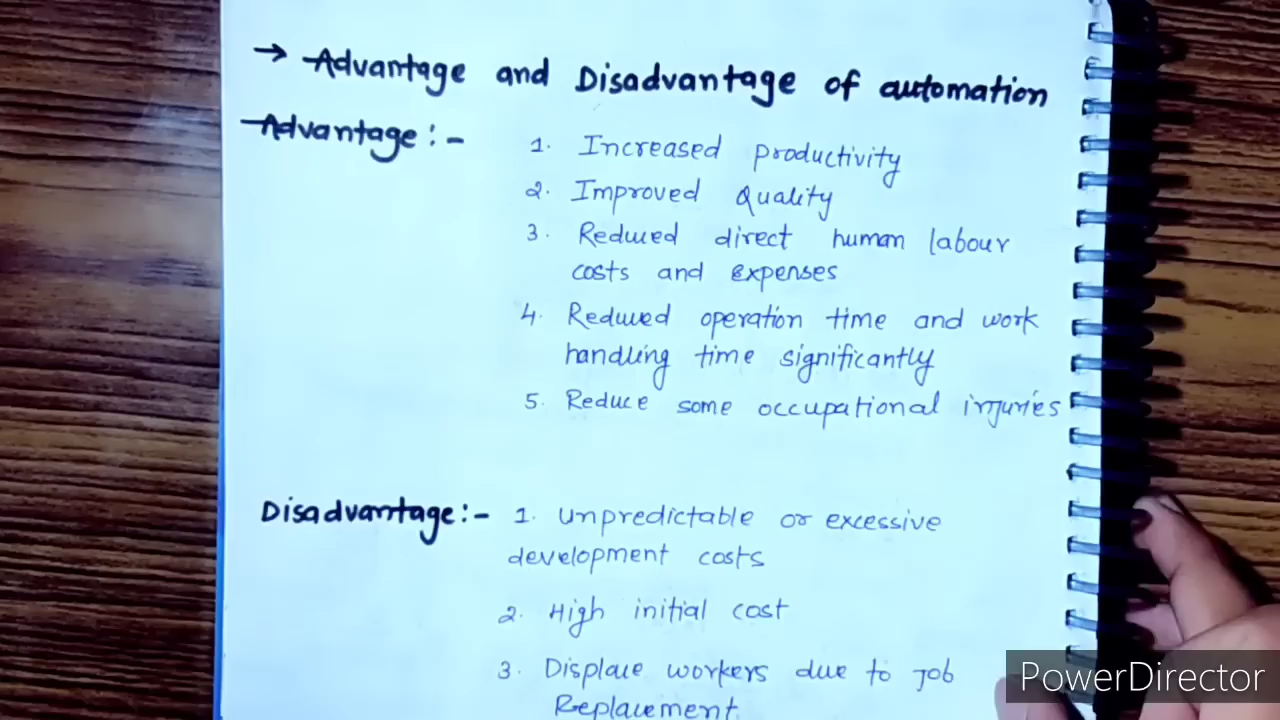 → Advantage and Disadvantage of automation
Advantage :- 1. Increased productivity
2. Improved Quality
3. Reduced direct human labour
costs and expenses
4. Reduced operation time and work
handling time significantly
5. Reduce some occupational injuries
Disadvantage :- 1. Unpredictable or excessive
development costs
2. High initial cost
3. Displace workers due to Job
Replacement
PowerDirector